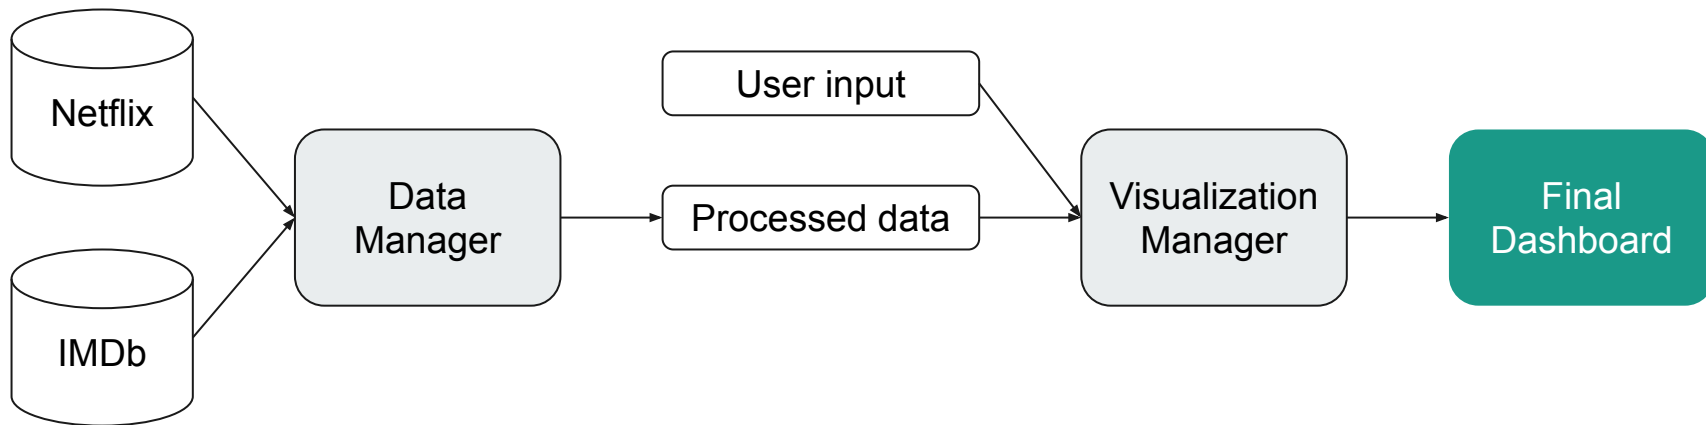 Netflix
IMDb
Data
Manager
User input
Processed data
Visualization
Manager
Final
Dashboard